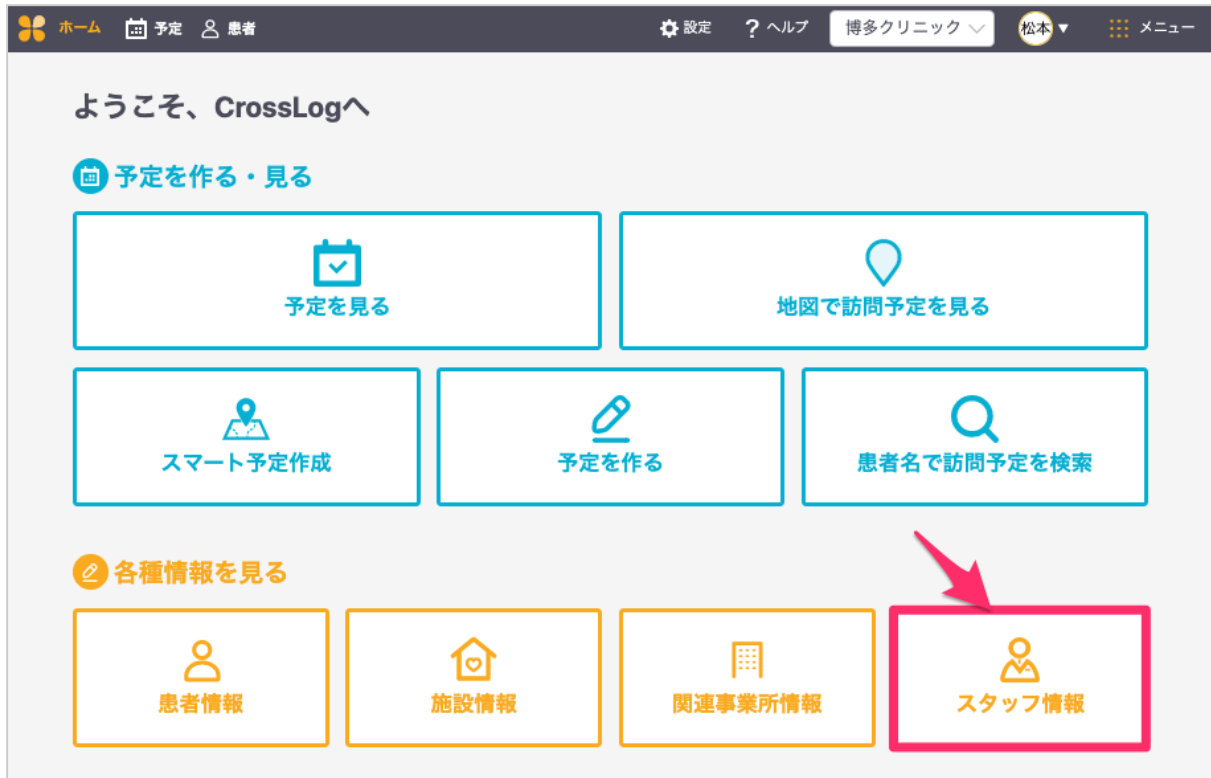 ホーム 予定 患者 設定 ? ヘルプ 博多クリニック 松本 ▼ メニュー
ようこそ、CrossLogへ
予定を作る・見る
予定を見る 地図で訪問予定を見る
スマート予定作成 予定を作る 患者名で訪問予定を検索
各種情報を見る
患者情報 施設情報 関連事業所情報 スタッフ情報